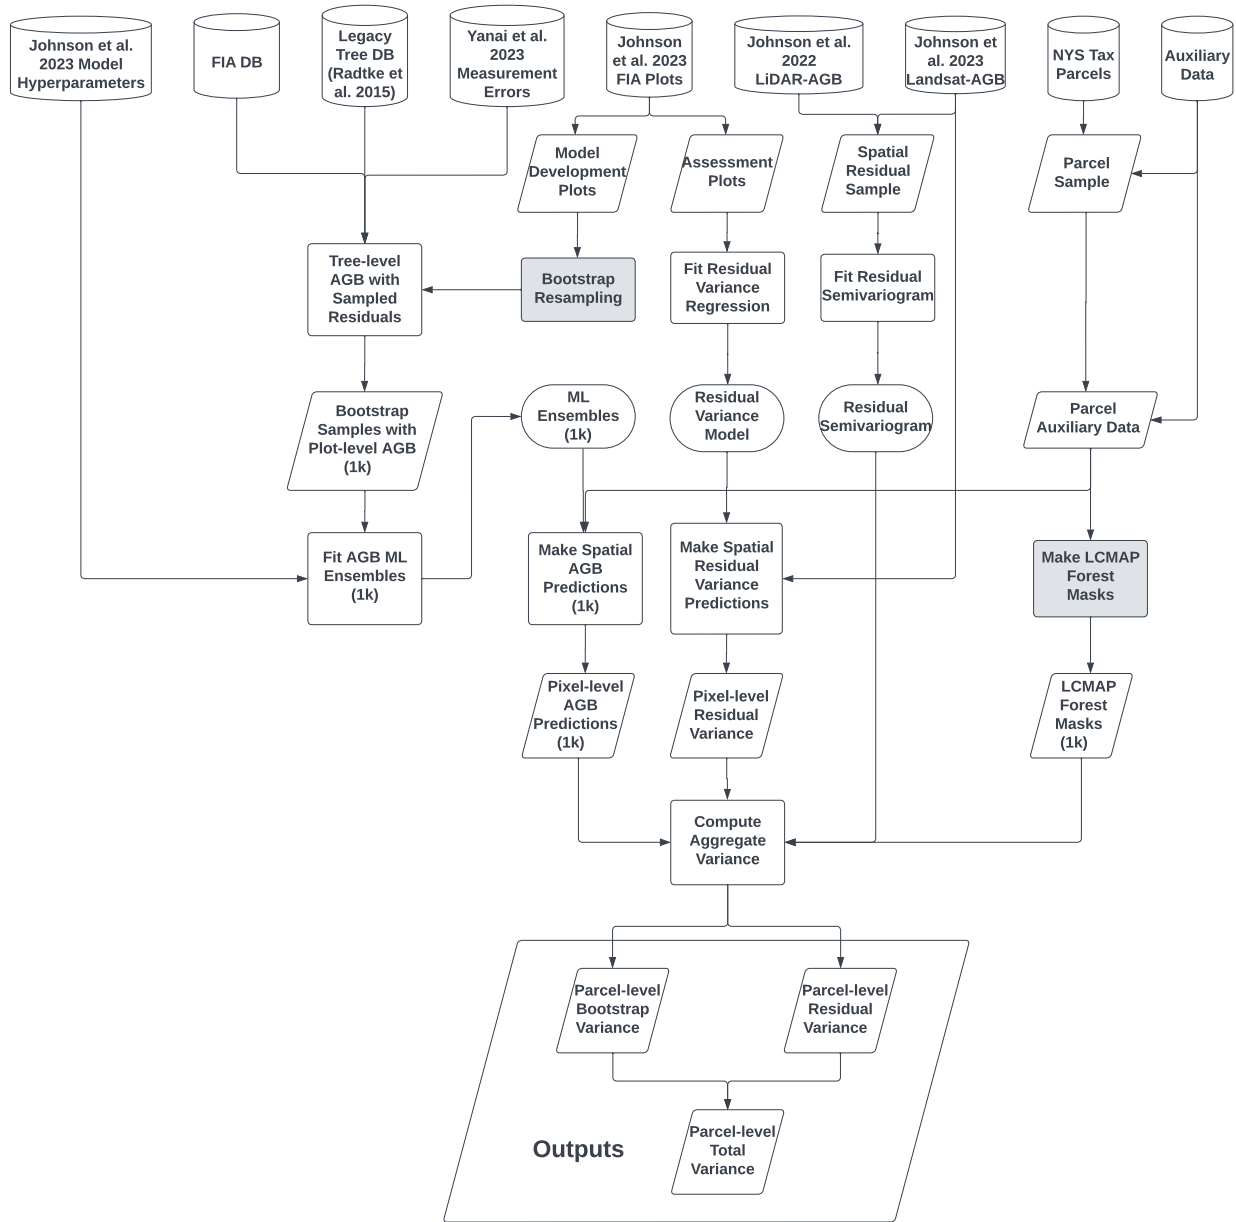 Johnson et al.
2023 Model
Hyperparameters
FIA DB
Legacy
Tree DB
(Radtke et
al. 2015)
Yanai et al.
2023
Measurement
Errors
Johnson
et al. 2023
FIA Plots
Johnson et al.
2022
LiDAR-AGB
Johnson et
al. 2023
Landsat-AGB
NYS Tax
Parcels
Auxiliary
Data
Model
Development
Plots
Assessment
Plots
Spatial
Residual
Sample
Parcel
Sample
Tree-level
AGB with
Sampled
Residuals
Bootstrap
Resampling
Fit Residual
Variance
Regression
Fit Residual
Semivariogram
Bootstrap
Samples with
Plot-level AGB
(1k)
ML
Ensembles
(1k)
Residual
Variance
Model
Residual
Semivariogram
Parcel
Auxiliary Data
Fit AGB ML
Ensembles
(1k)
Make Spatial
AGB
Predictions
(1k)
Make Spatial
Residual
Variance
Predictions
Make LCMAP
Forest
Masks
Pixel-level
AGB
Predictions
(1k)
Pixel-level
Residual
Variance
LCMAP
Forest
Masks
(1k)
Compute
Aggregate
Variance
Parcel-level
Bootstrap
Variance
Parcel-level
Residual
Variance
Outputs
Parcel-level
Total
Variance